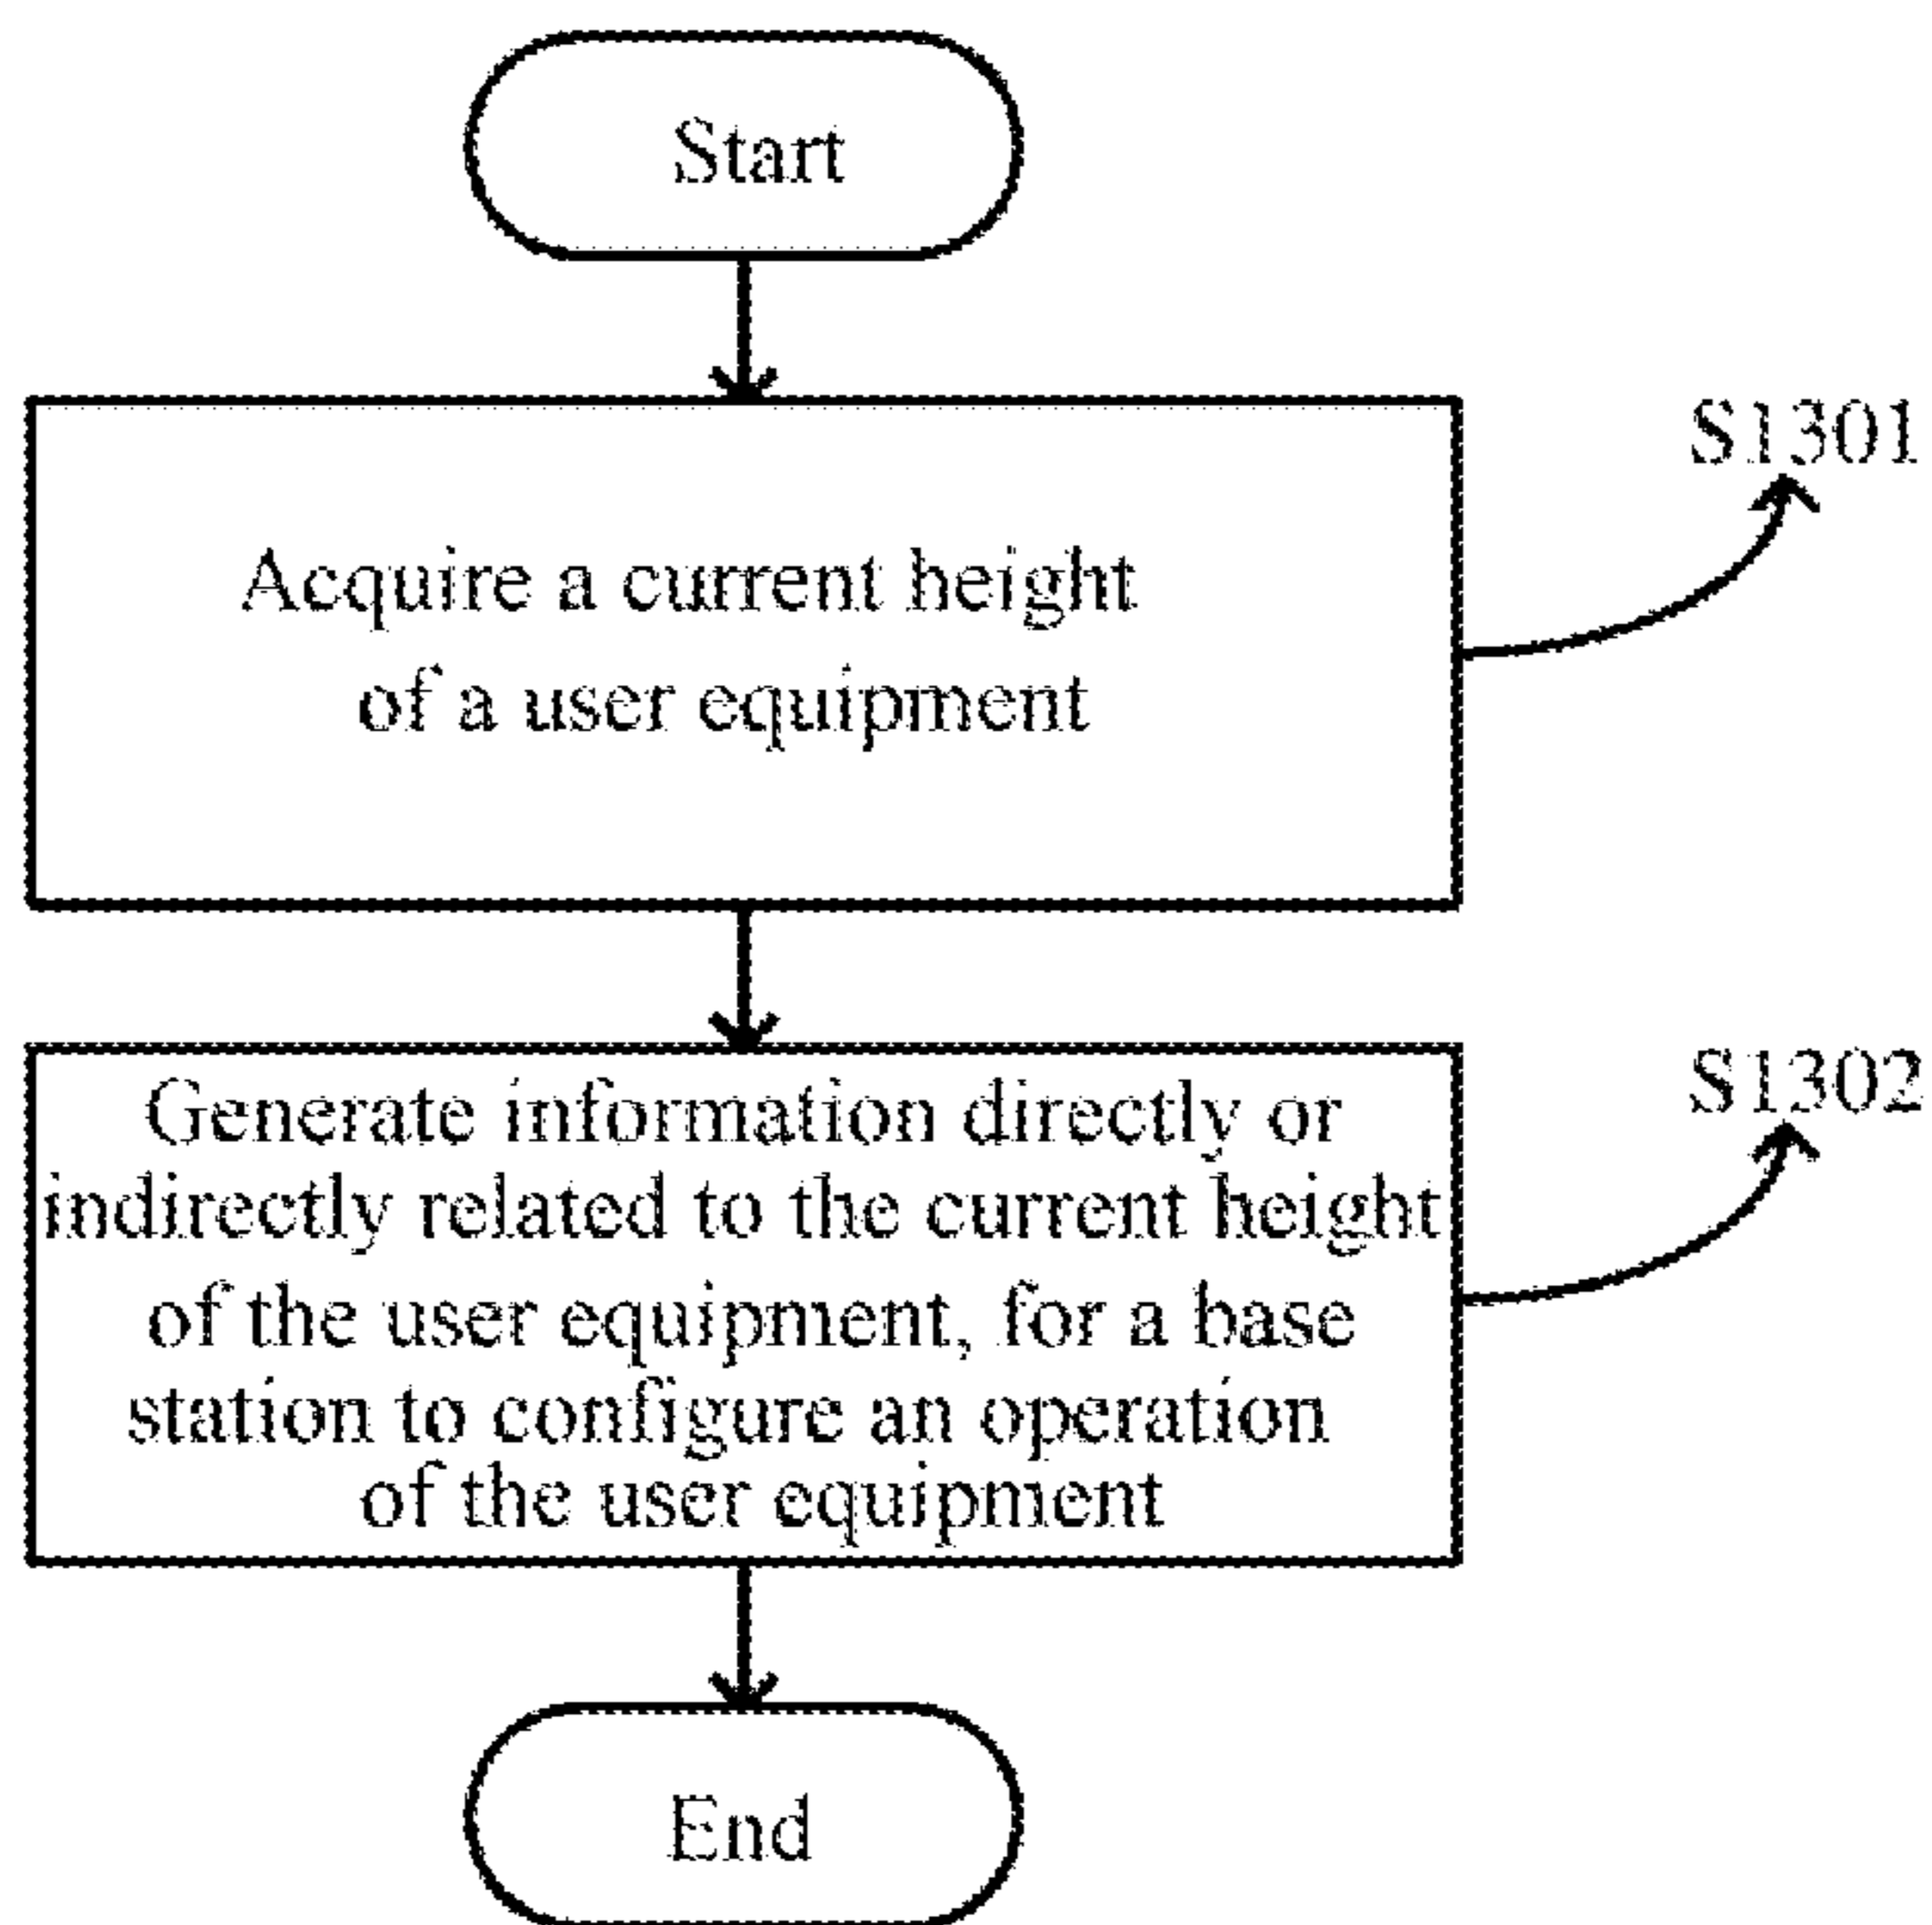 Start
S1301
Acquire a current height
of a user equipment
S1302
Generate information directly or
indirectly related to the current height
of the user equipment, for a base
station to configure an operation
of the user equipment
End